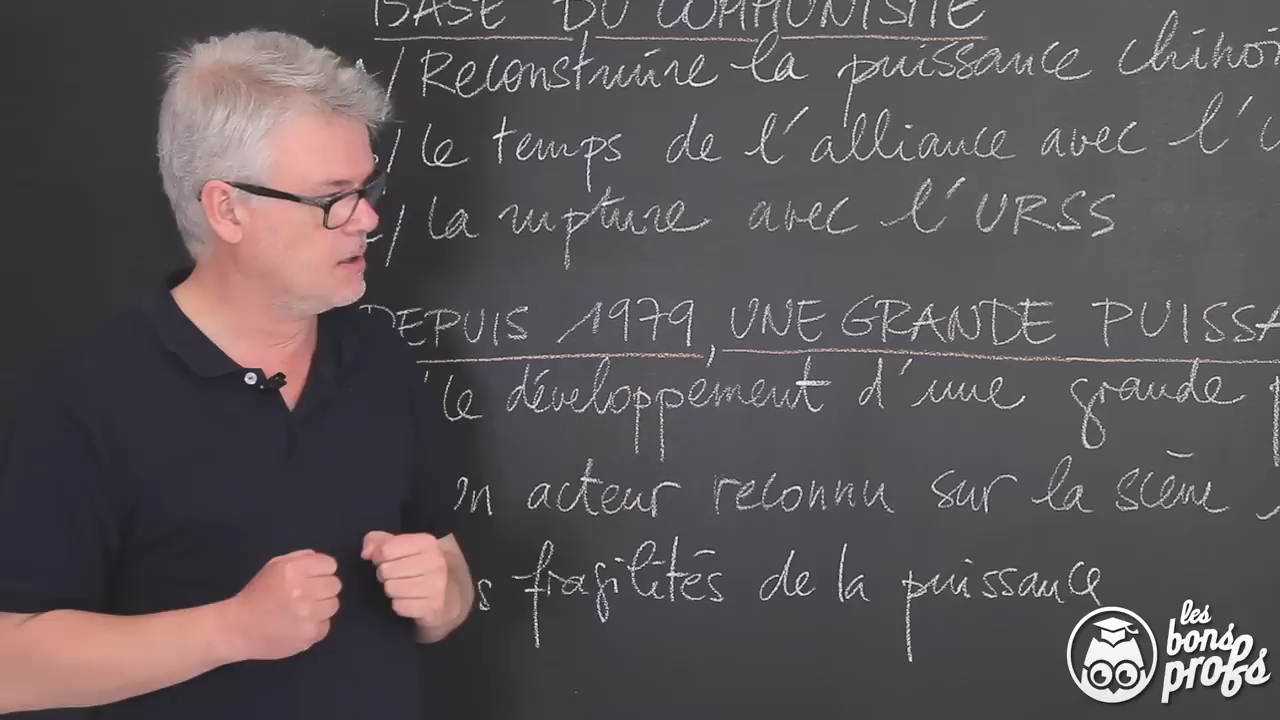 BASE DU COMMUNISME
/ Reconstruire la puissance chinoi
/ Le temps de l'alliance avec l'U
/ La rupture avec l'URSS
DEPUIS 1979, UNE GRANDE PUISSA
Le développement d'une grande p
un acteur reconnu sur la scène
s fragilités de la puissance
les bons profs